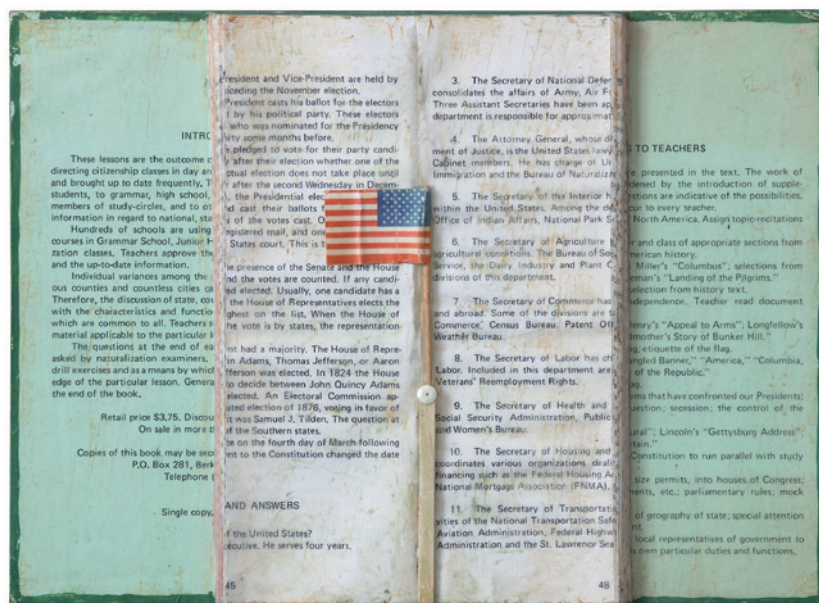 INTRO
These lessons are the outcome o
directing citizenship classes in day an
and brought up to date frequently. T
students, to grammar, high school,
members of study-circles, and to ot
information in regard to national, sta
Hundreds of schools are using
courses in Grammar School, Junior H
zation classes. Teachers approve the
and the up-to-date information.
Individual variances among the
ous counties and countless cities ca
Therefore, the discussion of state, cou
with the characteristics and functio
which are common to all. Teachers s
material applicable to the particular l
The questions at the end of ea
asked by naturalization examiners.
drill exercises and as a means by whic
edge of the particular lesson. Genera
the end of book.
Retail price $3.75. Discou
On sale in more t
Copies of this book may be sec
P.O. Box 281, Berk
Telephone (
Single copy,
resident and Vice-President are held by
ceding the November election.
President casts his ballot for the electors
by his political party. These electors
who was nominated for the Presidency
rty some months before.
pledged to vote for their party candi-
after their election whether one of the
ctual election does not take place until
after the second Wednesday in Decem-
), the Presidential elec
d cast their ballots f
of the votes cast. O
egistered mail, and one
States court. This is t
he presence of the Senate and the House
nd the votes are counted. If any candi-
ed elected. Usually, one candidate has a
the House of Representatives elects the
ghest on the list. When the House of
he vote is by states, the representation
nt had a majority. The House of Repre-
hn Adams, Thomas Jefferson, or Aaron
fferson was elected. In 1824 the House
to decide between John Quincy Adams
elected. An Electoral Commission ap-
uted election of 1876, voting in favor of
t was Samuel J. Tilden. The question at
of the Southern states.
ce on the fourth day of March following
nt to the Constitution changed the date
AND ANSWERS
f the United States?
ecutive. He serves four years.
45
3. The Secretary of National Defen
consolidates the affairs of Army, Air F
Three Assistant Secretaries have been ap
department is responsible for approximat
4. The Attorney General, whose d
ment of Justice, is the United States lawy
Cabinet members. He has charge of U
Immigration and the Bureau of Naturaliz
5. The Secretary of the Interior h
within the United States. Among the d
Office of Indian Affairs, National Park S
6. The Secretary of Agriculture
agricultural conditions. The Bureau of So
Service, the Dairy Industry and Plant C
divisions of this department.
7. The Secretary of Commerce has
and abroad. Some of the divisions are t
Commerce, Census Bureau, Patent Of
Weather Bureau.
8. The Secretary of Labor has ch
Labor. Included in this department are
Veterans' Reemployment Rights.
9. The Secretary of Health and
Social Security Administration, Public
and Women's Bureau.
10. The Secretary of Housing and
coordinates various organizations deali
financing such as the Federal Housing A
National Mortgage Association (FNMA),
11. The Secretary of Transportati
vities of the National Transportation Safe
Aviation Administration, Federal Highw
Administration and the St. Lawrence Sea
48
S TO TEACHERS
e presented in the text. The work of
dened by the introduction of supple-
estions are indicative of the possibilities.
cur to every teacher.
North America. Assign topic-recitations
r and class of appropriate sections from
merican history.
Miller's "Columbus"; selections from
eman's "Landing of the Pilgrims."
election from history text.
dependence. Teacher read document
enry's "Appeal to Arms"; Longfellow's
dmother's Story of Bunker Hill."
g; etiquette of the flag.
ngled Banner," "America," "Columbia,
of the Republic."
ag.
ems that have confronted our Presidents;
uestion; secession; the control of the
ural"; Lincoln's "Gettysburg Address";
tain."
Constitution to run parallel with study
size permits, into houses of Congress;
ments, etc.; parliamentary rules; mock
of geography of state; special attention
nt.
local representatives of government to
s own particular duties and functions.